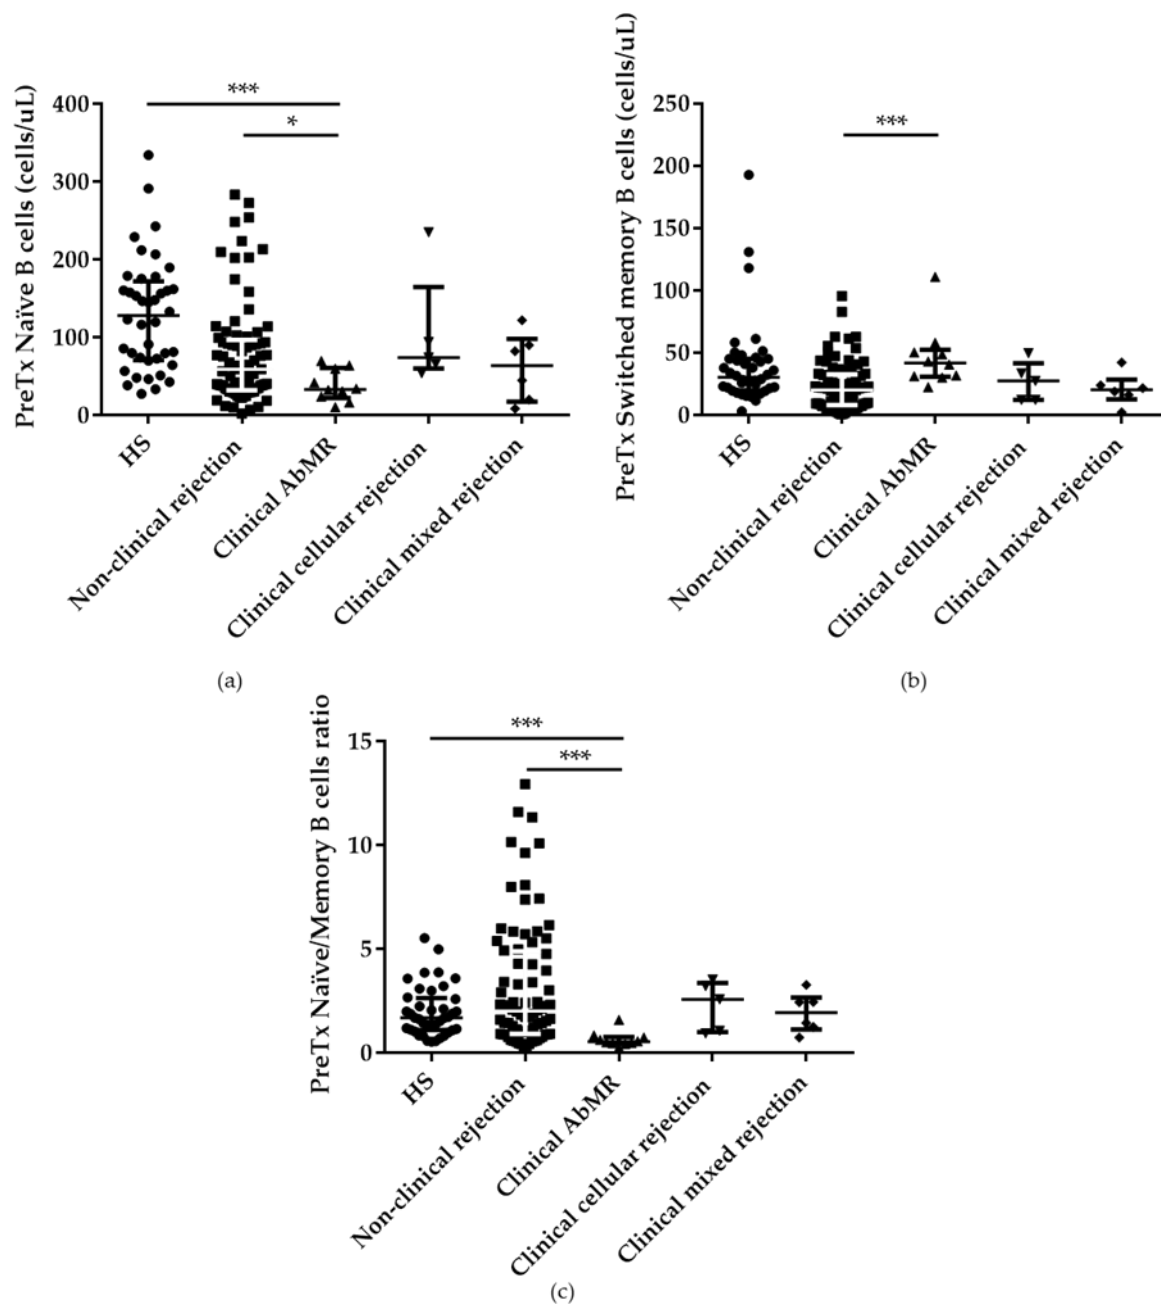 PreTx Naïve B cells (cells/uL)
400
300
200
100
0
***
*
HS
Non-clinical rejection
Clinical AbMR
Clinical cellular rejection
Clinical mixed rejection
(a)
PreTx Switched memory B cells (cells/uL)
250
200
150
100
50
0
***
HS
Non-clinical rejection
Clinical AbMR
Clinical cellular rejection
Clinical mixed rejection
(b)
PreTx Naïve/Memory B cells ratio
15
10
5
0
***
***
HS
Non-clinical rejection
Clinical AbMR
Clinical cellular rejection
Clinical mixed rejection
(c)